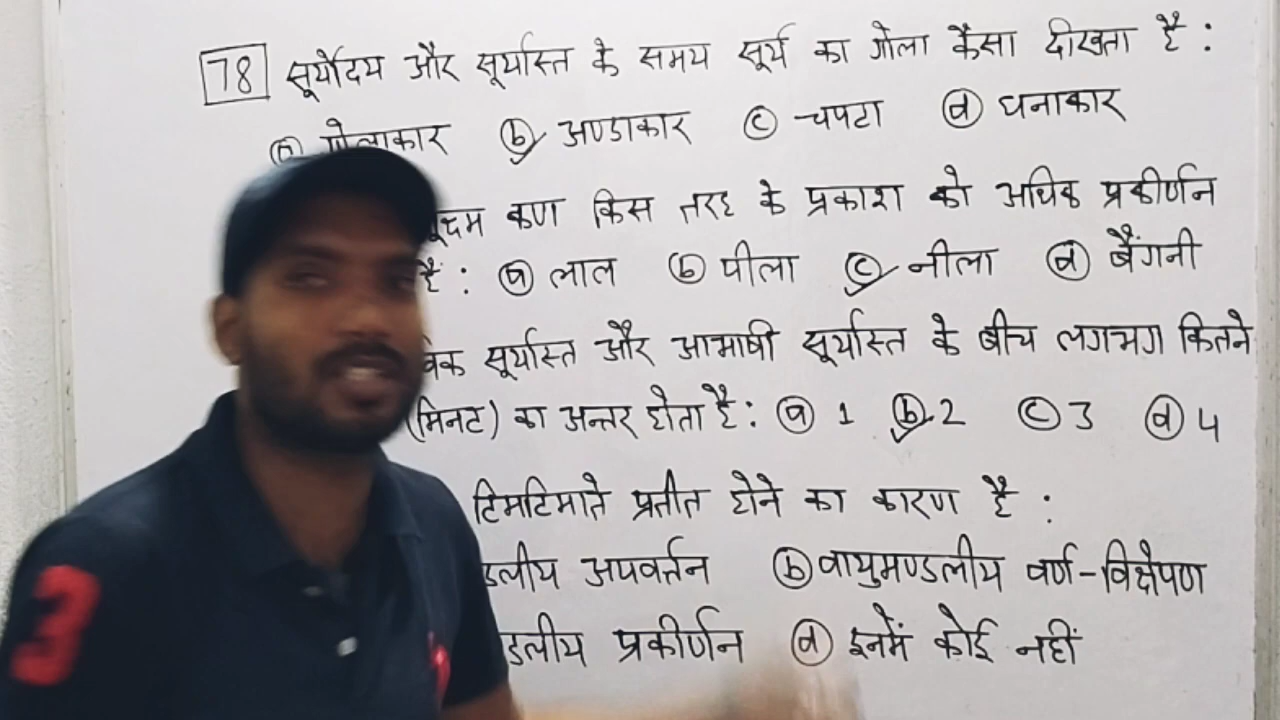 78 सूर्योदय और सूर्यास्त के समय सूर्य का गोला कैसा दीखता है :
(a) गोलाकार (b) अण्डाकार (c) चपटा (d) घनाकार
कण किस तरह के प्रकाश को अधिक प्रकीर्णन
है : (a) लाल (b) पीला (c) नीला (d) बैंगनी
सूर्यास्त और आभाषी सूर्यास्त के बीच लगभग कितने
(मिनट) का अन्तर होता है : (a) 1 (b) 2 (c) 3 (d) 4
टिमटिमाते प्रतीत होने का कारण है :
अपवर्त्तन (b) वायुमण्डलीय वर्ण-विक्षेपण
प्रकीर्णन (d) इनमें कोई नहीं
3